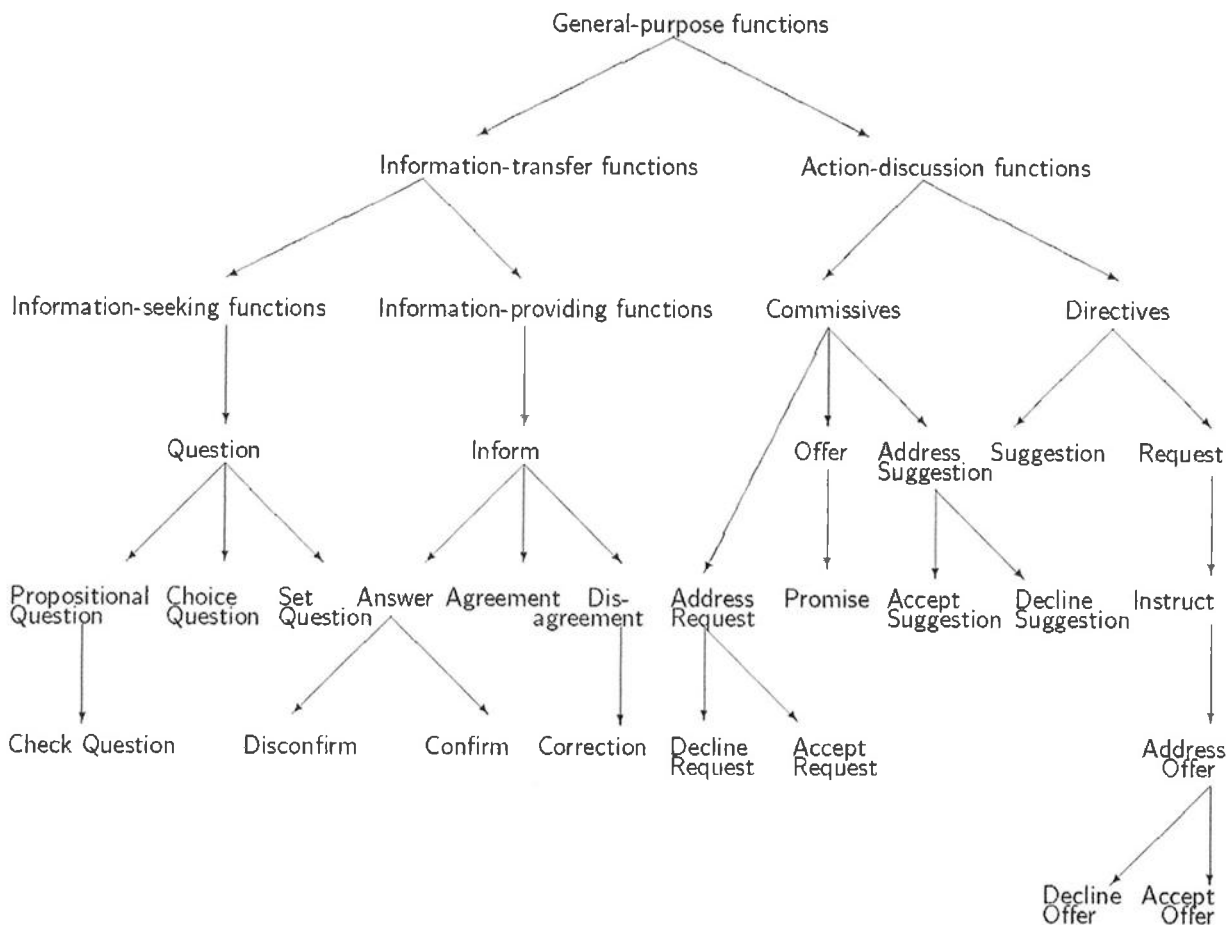 General-purpose functions
Information-transfer functions
Action-discussion functions
Information-seeking functions
Information-providing functions
Commissives
Directives
Question
Inform
Offer
Address
Suggestion
Suggestion
Request
Propositional
Question
Choice
Question
Set
Question
Answer
Agreement
Dis-
agreement
Address
Request
Promise
Accept
Suggestion
Decline
Suggestion
Instruct
Check Question
Disconfirm
Confirm
Correction
Decline
Request
Accept
Request
Address
Offer
Decline
Offer
Accept
Offer